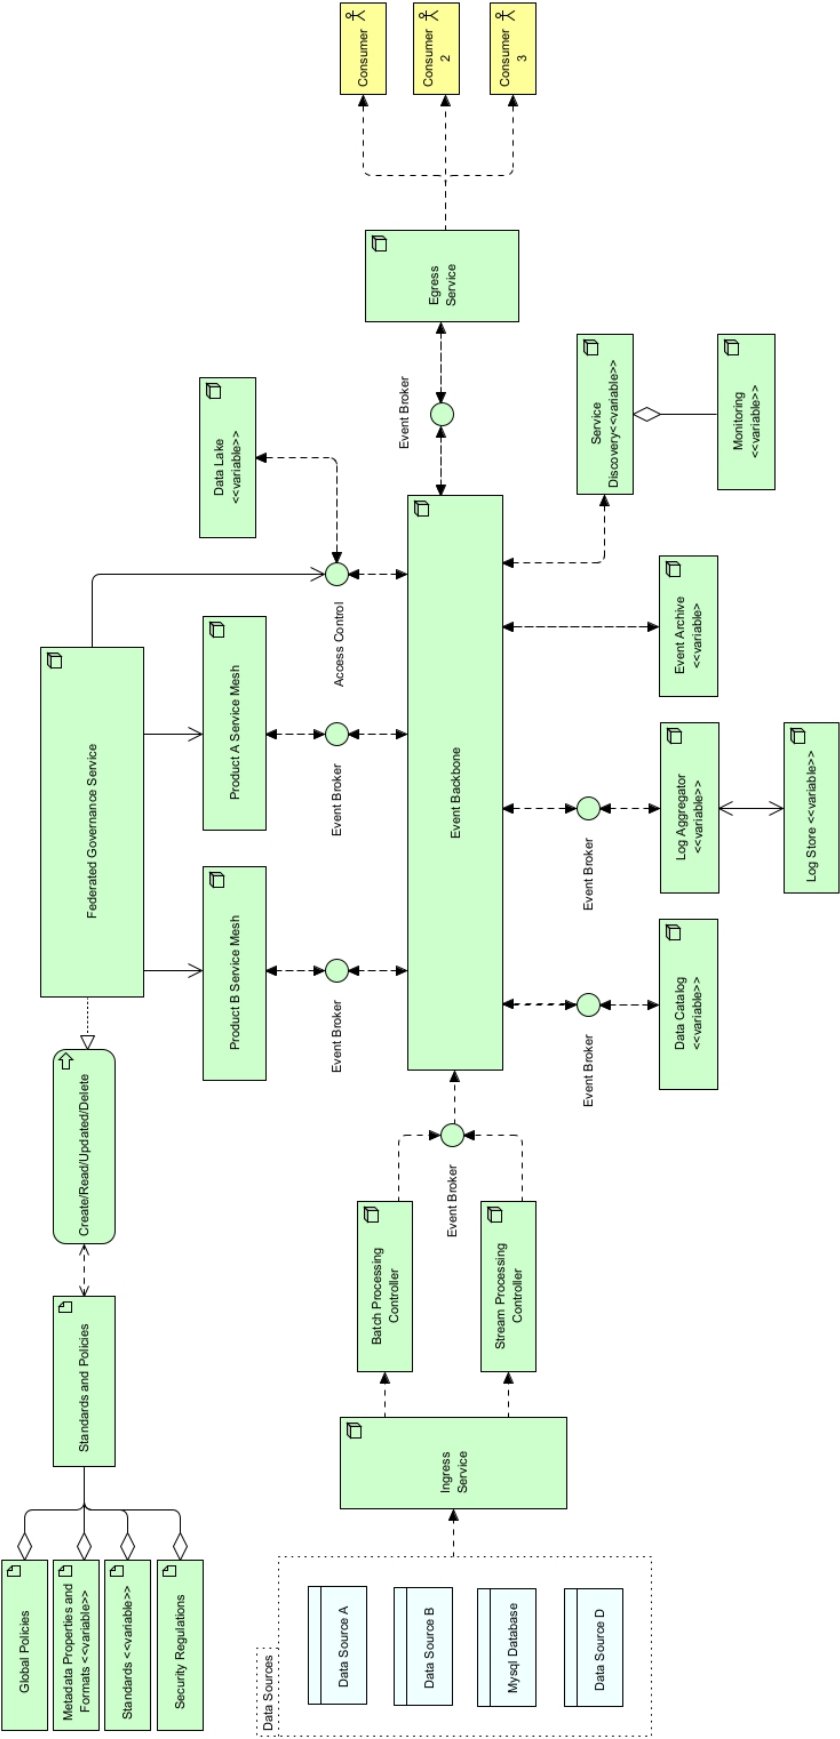 Global Policies
Metadata Properties and
Formats <<variable>>
Standards <<variable>>
Security Regulations
Standards and Policies
Create/Read/Updated/Delete
Federated Governance Service
Product B Service Mesh
Product A Service Mesh
Data Lake
<<variable>>
Event Broker
Event Broker
Access Control
Data Sources
Data Source A
Data Source B
Mysql Database
Data Source D
Ingress
Service
Batch Processing
Controller
Stream Processing
Controller
Event Broker
Event Backbone
Event Broker
Egress
Service
Consumer
Consumer
2
Consumer
3
Event Broker
Event Broker
Data Catalog
<<variable>>
Log Aggregator
<<variable>>
Event Archive
<<variable>
Service
Discovery<<variable>>
Monitoring
<<variable>>
Log Store <<variable>>